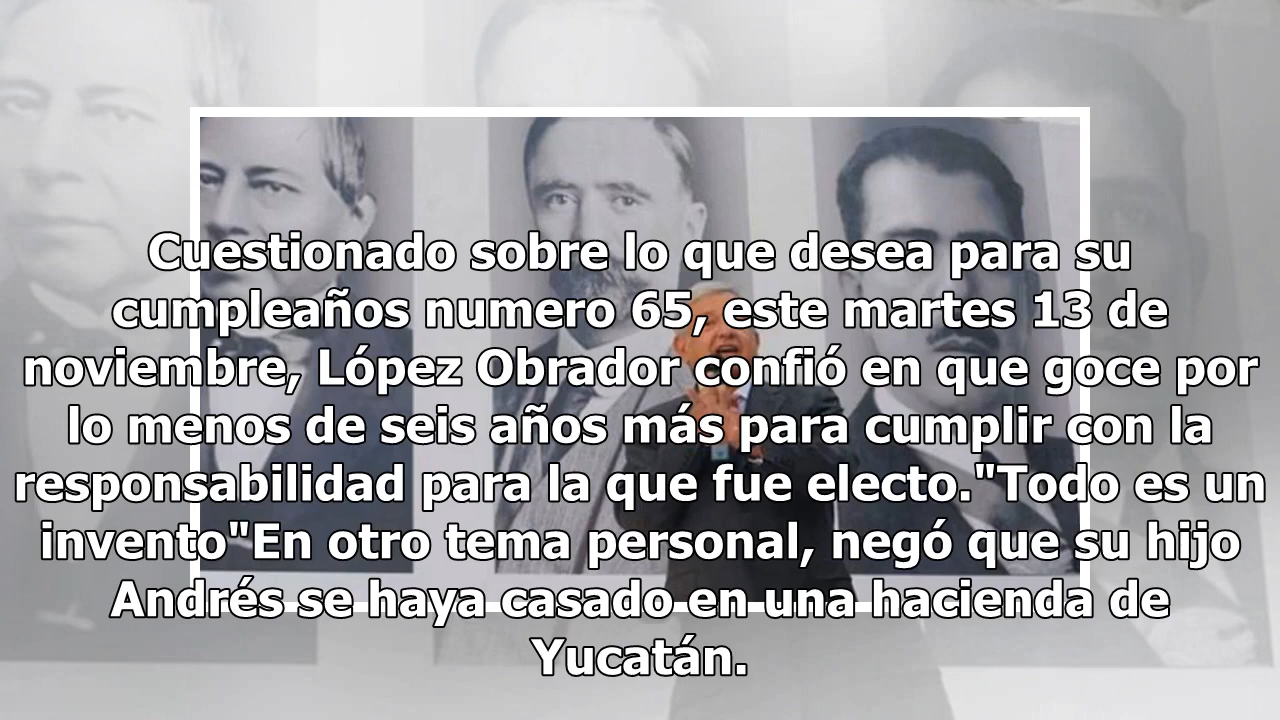 Cuestionado sobre lo que desea para su
cumpleaños numero 65, este martes 13 de
noviembre, López Obrador confió en que goce por
lo menos de seis años más para cumplir con la
responsabilidad para la que fue electo."Todo es un
invento"En otro tema personal, negó que su hijo
Andrés se haya casado en una hacienda de
Yucatán.